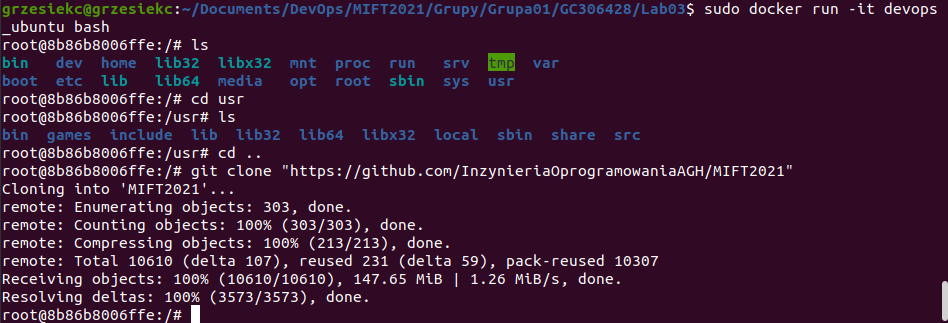 grzesiekc@grzesiekc:~/Documents/DevOps/MIFT2021/Grupy/Grupa01/GC306428/Lab03$ sudo docker run -it devops
_ubuntu bash
root@8b86b8006ffe:/# ls
bin dev home lib32 libx32 mnt proc run srv tmp var
boot etc lib lib64 media opt root sbin sys usr
root@8b86b8006ffe:/# cd usr
root@8b86b8006ffe:/usr# ls
bin games include lib lib32 lib64 libx32 local sbin share src
root@8b86b8006ffe:/usr# cd ..
root@8b86b8006ffe:/# git clone "https://github.com/InzynieriaOprogramowaniaAGH/MIFT2021"
Cloning into 'MIFT2021'...
remote: Enumerating objects: 303, done.
remote: Counting objects: 100% (303/303), done.
remote: Compressing objects: 100% (213/213), done.
remote: Total 10610 (delta 107), reused 231 (delta 59), pack-reused 10307
Receiving objects: 100% (10610/10610), 147.65 MiB | 1.26 MiB/s, done.
Resolving deltas: 100% (3573/3573), done.
root@8b86b8006ffe:/#